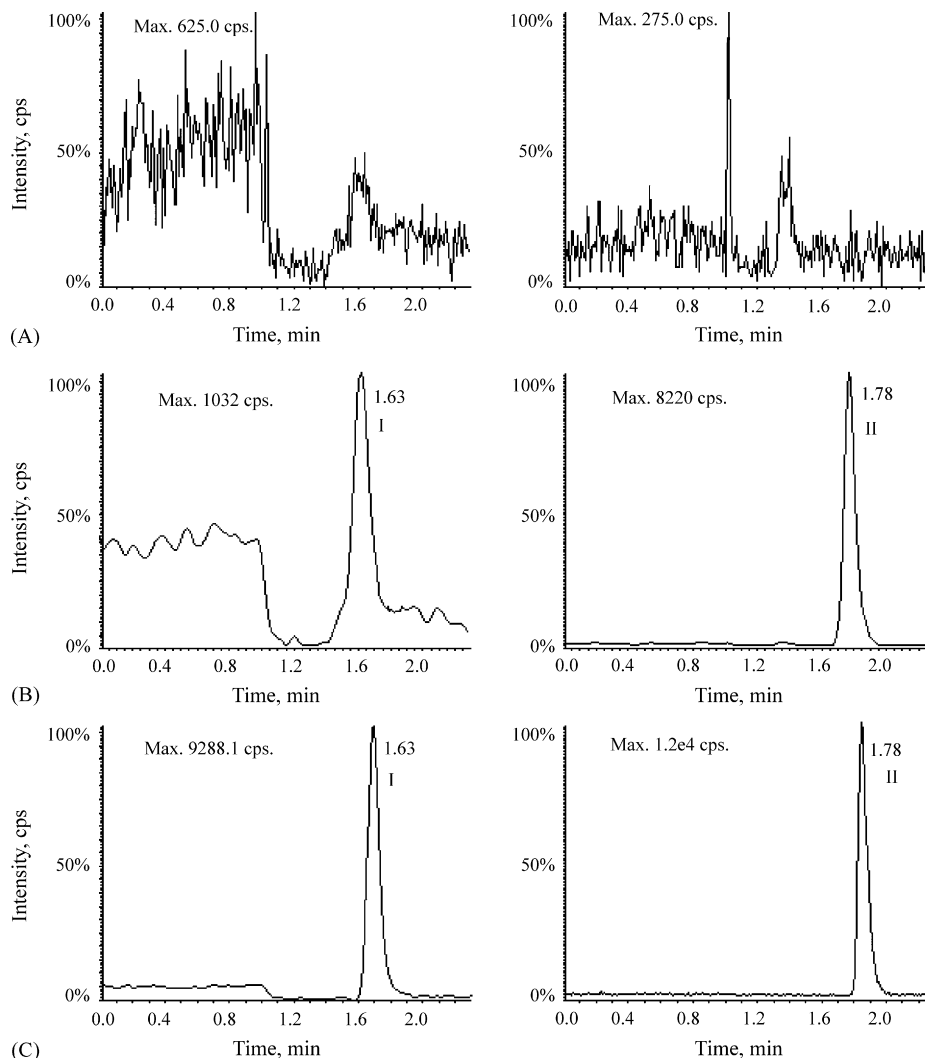 100%
Max. 625.0 cps.
50%
0%
Intensity, cps
0.0 0.4 0.8 1.2 1.6 2.0
Time, min
100%
Max. 275.0 cps.
50%
0%
0.0 0.4 0.8 1.2 1.6 2.0
Time, min
(A)
100%
Max. 1032 cps.
1.63
I
50%
0%
Intensity, cps
0.0 0.4 0.8 1.2 1.6 2.0
Time, min
100%
Max. 8220 cps.
1.78
II
50%
0%
0.0 0.4 0.8 1.2 1.6 2.0
Time, min
(B)
100%
Max. 9288.1 cps.
1.63
I
50%
0%
Intensity, cps
0.0 0.4 0.8 1.2 1.6 2.0
Time, min
100%
Max. 1.2e4 cps.
1.78
II
50%
0%
0.0 0.4 0.8 1.2 1.6 2.0
Time, min
(C)